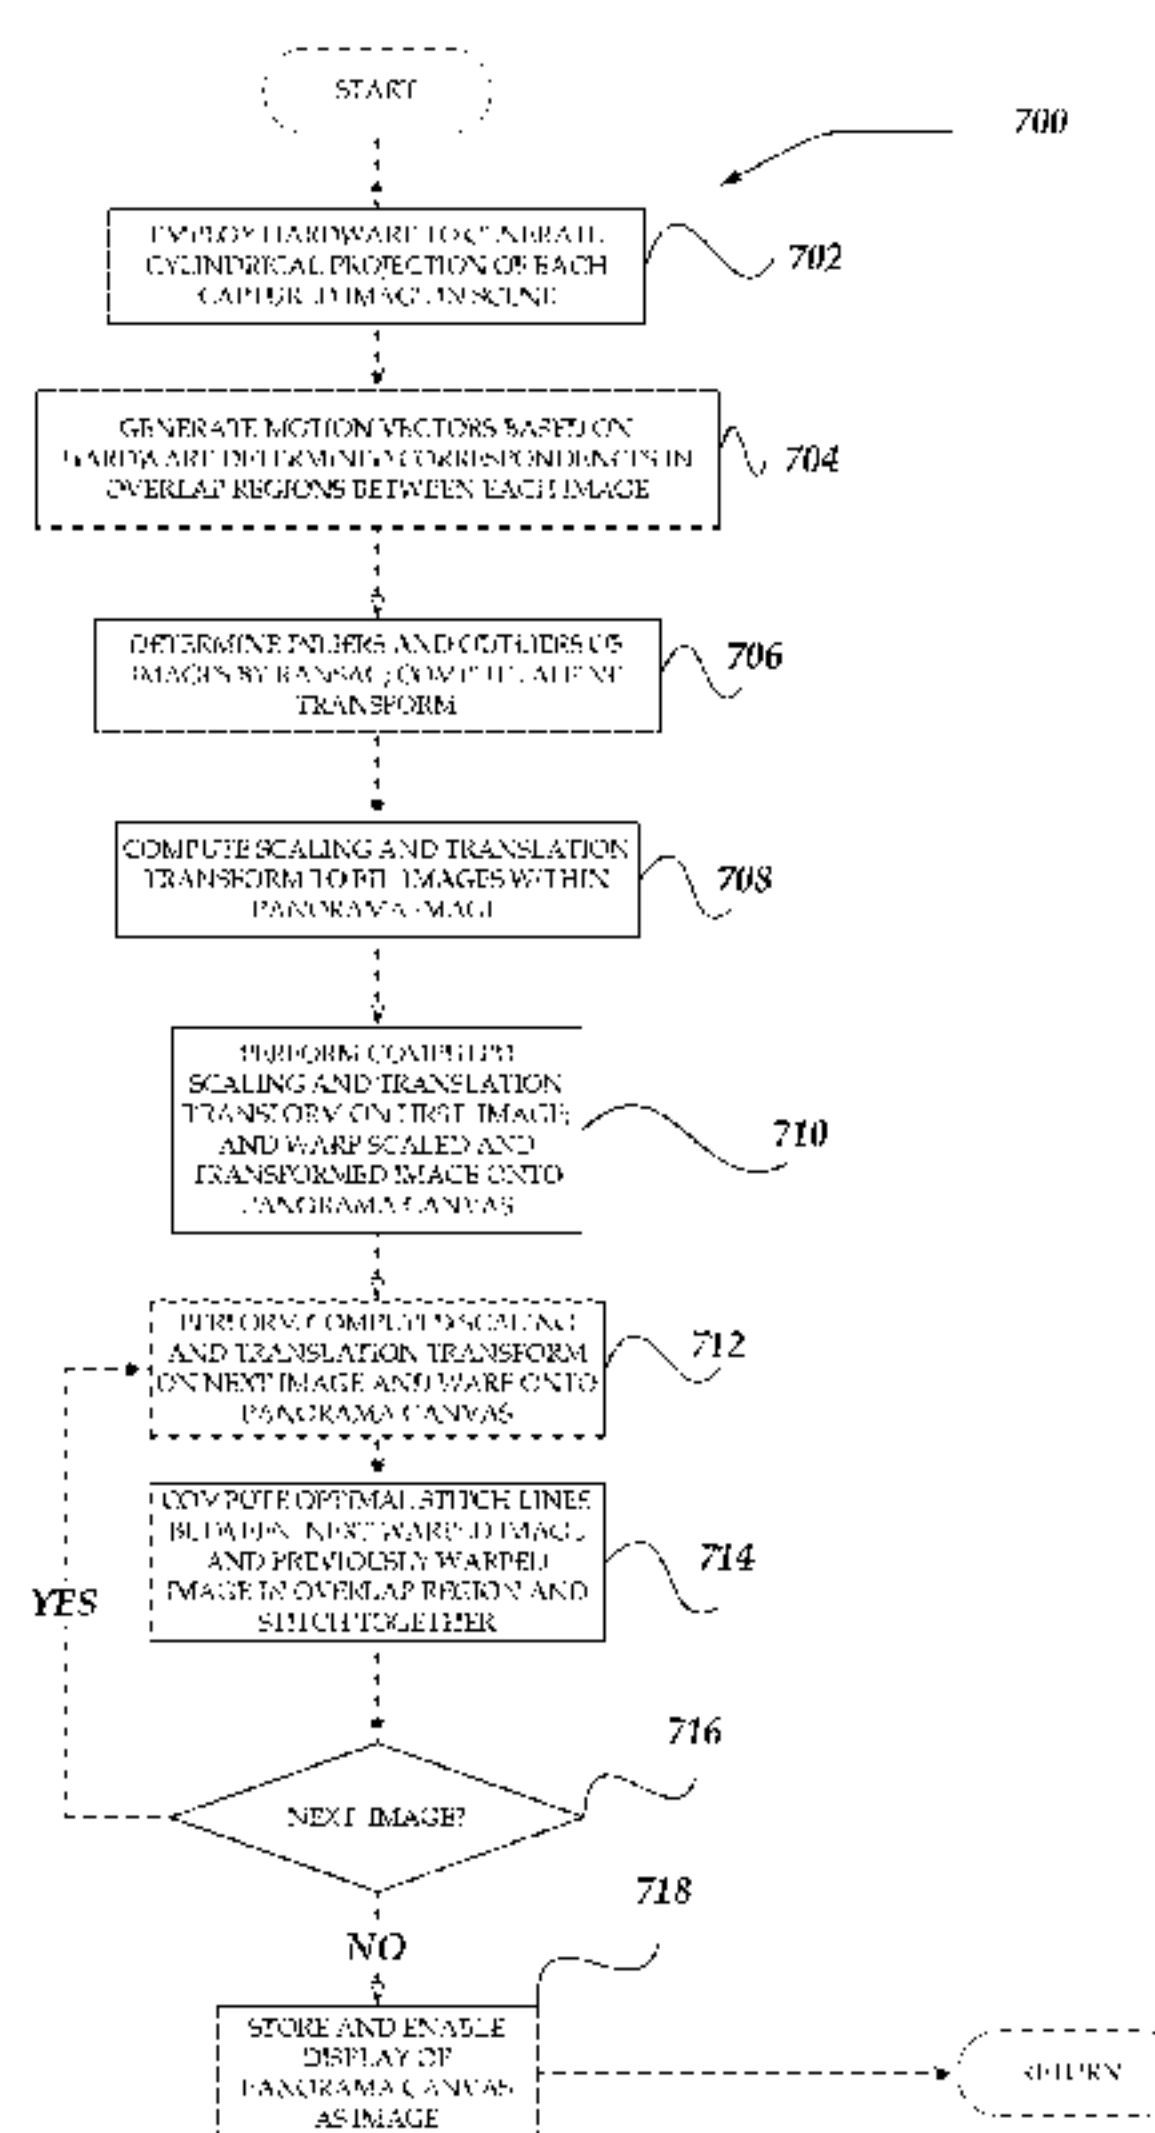 START
700
EMPLOY HARDWARE TO GENERATE
CYLINDRICAL PROJECTION OF EACH
CAPTURED IMAGE IN SCENE
702
GENERATE MOTION VECTORS BASED ON
HARDWARE DETERMINED CORRESPONDENCES IN
OVERLAP REGIONS BETWEEN EACH IMAGE
704
DETERMINE INLIERS AND OUTLIERS OF
IMAGES BY RANSAC; COMPUTE AFFINE
TRANSFORM
706
COMPUTE SCALING AND TRANSLATION
TRANSFORM TO FIT IMAGES WITHIN
PANORAMA IMAGE
708
PERFORM COMPUTED
SCALING AND TRANSLATION
TRANSFORM ON FIRST IMAGE;
AND WARP SCALED AND
TRANSFORMED IMAGE ONTO
PANORAMA CANVAS
710
PERFORM COMPUTED SCALING
AND TRANSLATION TRANSFORM
ON NEXT IMAGE AND WARP ONTO
PANORAMA CANVAS
712
COMPUTE OPTIMAL STITCH LINES
BETWEEN NEXT WARPED IMAGE
AND PREVIOUSLY WARPED
IMAGE IN OVERLAP REGION AND
STITCH TOGETHER
714
YES
716
NEXT IMAGE?
718
NO
STORE AND ENABLE
DISPLAY OF
PANORAMA CANVAS
AS IMAGE
RETURN